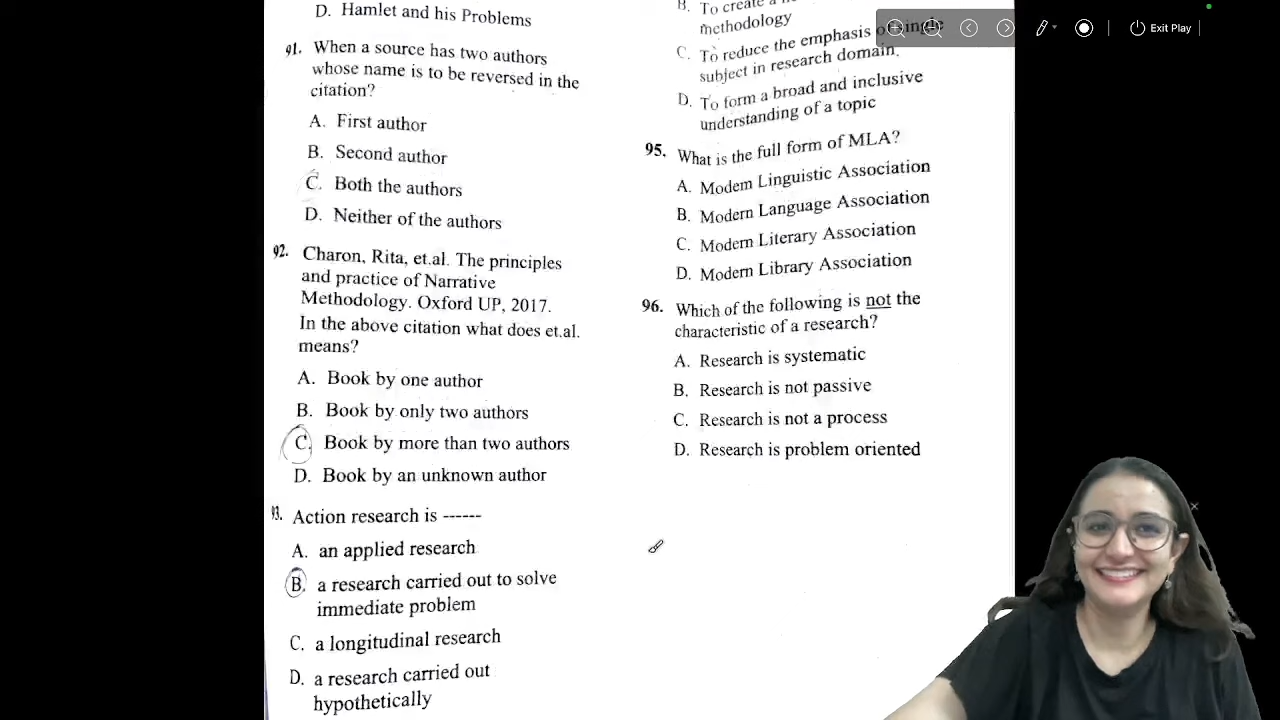 D. Hamlet and his Problems
91. When a source has two authors
whose name is to be reversed in the
citation?
A. First author
B. Second author
C. Both the authors
D. Neither of the authors
92. Charon, Rita, et.al. The principles
and practice of Narrative
Methodology. Oxford UP, 2017.
In the above citation what does et.al.
means?
A. Book by one author
B. Book by only two authors
C. Book by more than two authors
D. Book by an unknown author
93. Action research is ------
A. an applied research
B. a research carried out to solve
immediate problem
C. a longitudinal research
D. a research carried out
hypothetically
B. To create a
methodology
C. To reduce the emphasis of single
subject in research domain.
D. To form a broad and inclusive
understanding of a topic
95. What is the full form of MLA?
A. Modern Linguistic Association
B. Modern Language Association
C. Modern Literary Association
D. Modern Library Association
96. Which of the following is not the
characteristic of a research?
A. Research is systematic
B. Research is not passive
C. Research is not a process
D. Research is problem oriented
Exit Play